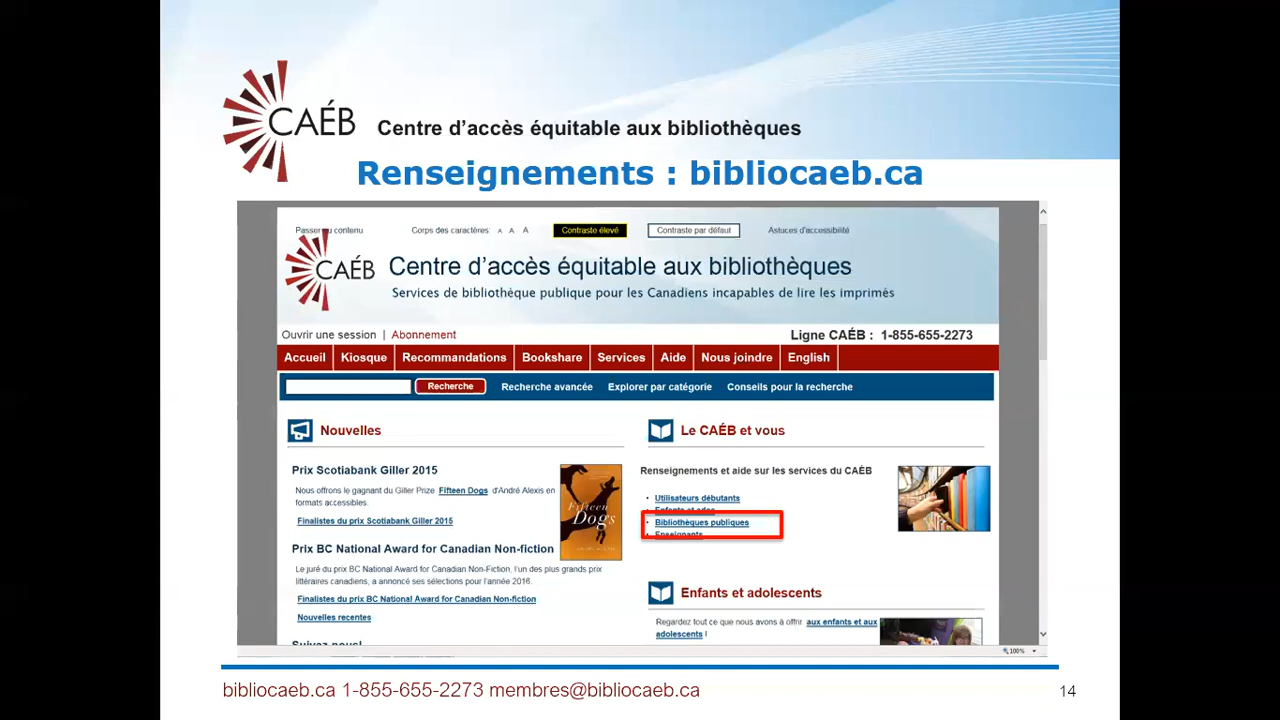 CAÉB Centre d'accès équitable aux bibliothèques
Renseignements : bibliocaeb.ca
Passer au contenu Corps des caractères: A A A Contraste élevé Contraste par défaut Astuces d'accessibilité
CAÉB Centre d'accès équitable aux bibliothèques
Services de bibliothèque publique pour les Canadiens incapables de lire les imprimés
Ouvrir une session | Abonnement Ligne CAÉB : 1-855-655-2273
Accueil Kiosque Recommandations Bookshare Services Aide Nous joindre English
Recherche Recherche avancée Explorer par catégorie Conseils pour la recherche
Nouvelles
Prix Scotiabank Giller 2015
Nous offrons le gagnant du Giller Prize Fifteen Dogs d'André Alexis en
formats accessibles.
Finalistes du prix Scotiabank Giller 2015
Fifteen
Dogs
Prix BC National Award for Canadian Non-fiction
Le juré du prix BC National Award for Canadian Non-Fiction, l'un des plus grands prix
littéraires canadiens, a annoncé ses sélections pour l'année 2016.
Finalistes du prix BC National Award for Canadian Non-fiction
Nouvelles recentes
Suivez-nous!
Le CAÉB et vous
Renseignements et aide sur les services du CAÉB
• Utilisateurs débutants
Enfants et ados
• Bibliothèques publiques
• Enseignants
Enfants et adolescents
Regardez tout ce que nous avons à offrir aux enfants et aux
adolescents !
100%
bibliocaeb.ca 1-855-655-2273 membres@bibliocaeb.ca
14